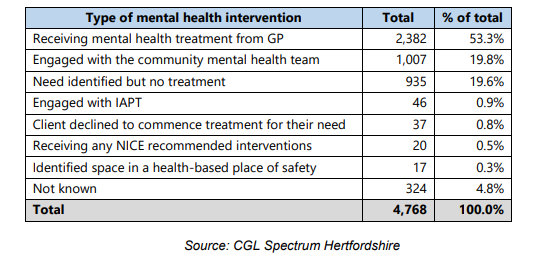 Type of mental health intervention Total % of total
Receiving mental health treatment from GP 2,382 53.3%
Engaged with the community mental health team 1,007 19.8%
Need identified but no treatment 935 19.6%
Engaged with IAPT 46 0.9%
Client declined to commence treatment for their need 37 0.8%
Receiving any NICE recommended interventions 20 0.5%
Identified space in a health-based place of safety 17 0.3%
Not known 324 4.8%
Total 4,768 100.0%
Source: CGL Spectrum Hertfordshire